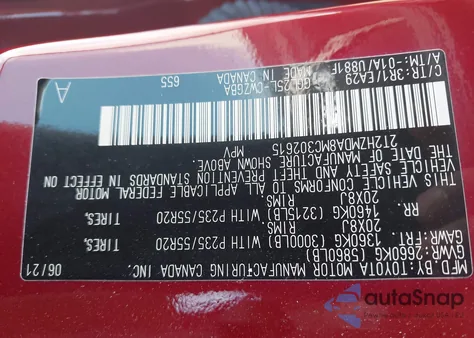 MFD. BY: TOYOTA MOTOR MANUFACTURING CANADA INC. 06/21
GVWR: 2660KG (5860LB)
GAWR: FRT. 1360KG (3000LB) WITH P235/55R20 TIRES,
20X8J RIMS
RR. 1460KG (3215LB) WITH P235/55R20 TIRES,
20X8J RIMS
THIS VEHICLE CONFORMS TO ALL APPLICABLE FEDERAL MOTOR
VEHICLE SAFETY AND THEFT PREVENTION STANDARDS IN EFFECT ON
THE DATE OF MANUFACTURE SHOWN ABOVE.
2T2HZMDA8MC302615 MPV
C/TR: 3R1/EA29 655 A
A/TM: -01A/U881F MADE IN CANADA
GGL25L-CWZGBA
autoSnap